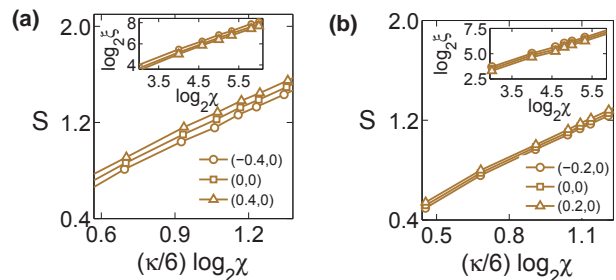 (a)
2.0
1.2
0.4
S
8
6
4
log₂ξ
3.0 4.5 5.5
log₂χ
(−0.4,0)
(0,0)
(0.4,0)
0.6 0.9 1.2
(κ/6) log₂χ
(b)
2.0
1.2
0.4
S
7.5
5.0
2.5
log₂ξ
3.5 4.5 5.5
log₂χ
(−0.2,0)
(0,0)
(0.2,0)
0.5 0.8 1.1
(κ/6) log₂χ